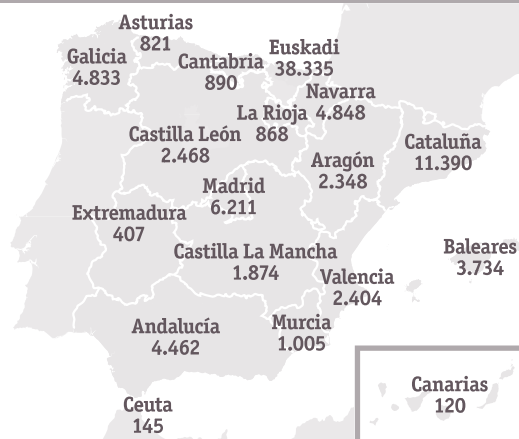 Asturias
821
Galicia
4.833
Cantabria
890
Euskadi
38.335
Navarra
4.848
La Rioja
868
Castilla León
2.468
Aragón
2.348
Cataluña
11.390
Madrid
6.211
Extremadura
407
Castilla La Mancha
1.874
Valencia
2.404
Baleares
3.734
Andalucía
4.462
Murcia
1.005
Canarias
120
Ceuta
145